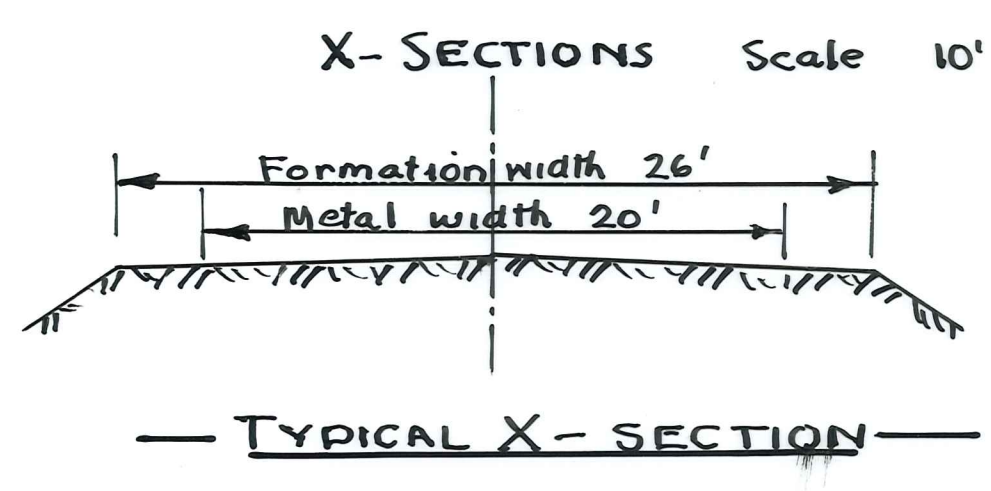 X- SECTIONS Scale 10'
Formation width 26'
Metal width 20'
— TYPICAL X - SECTION —